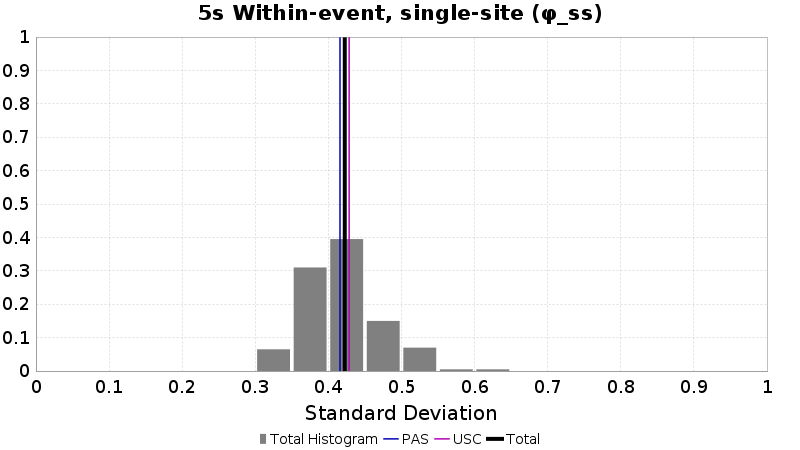 5s Within-event, single-site (φ_ss)
1
0.9
0.8
0.7
0.6
0.5
0.4
0.3
0.2
0.1
0
0 0.1 0.2 0.3 0.4 0.5 0.6 0.7 0.8 0.9 1
Standard Deviation
Total Histogram PAS USC Total